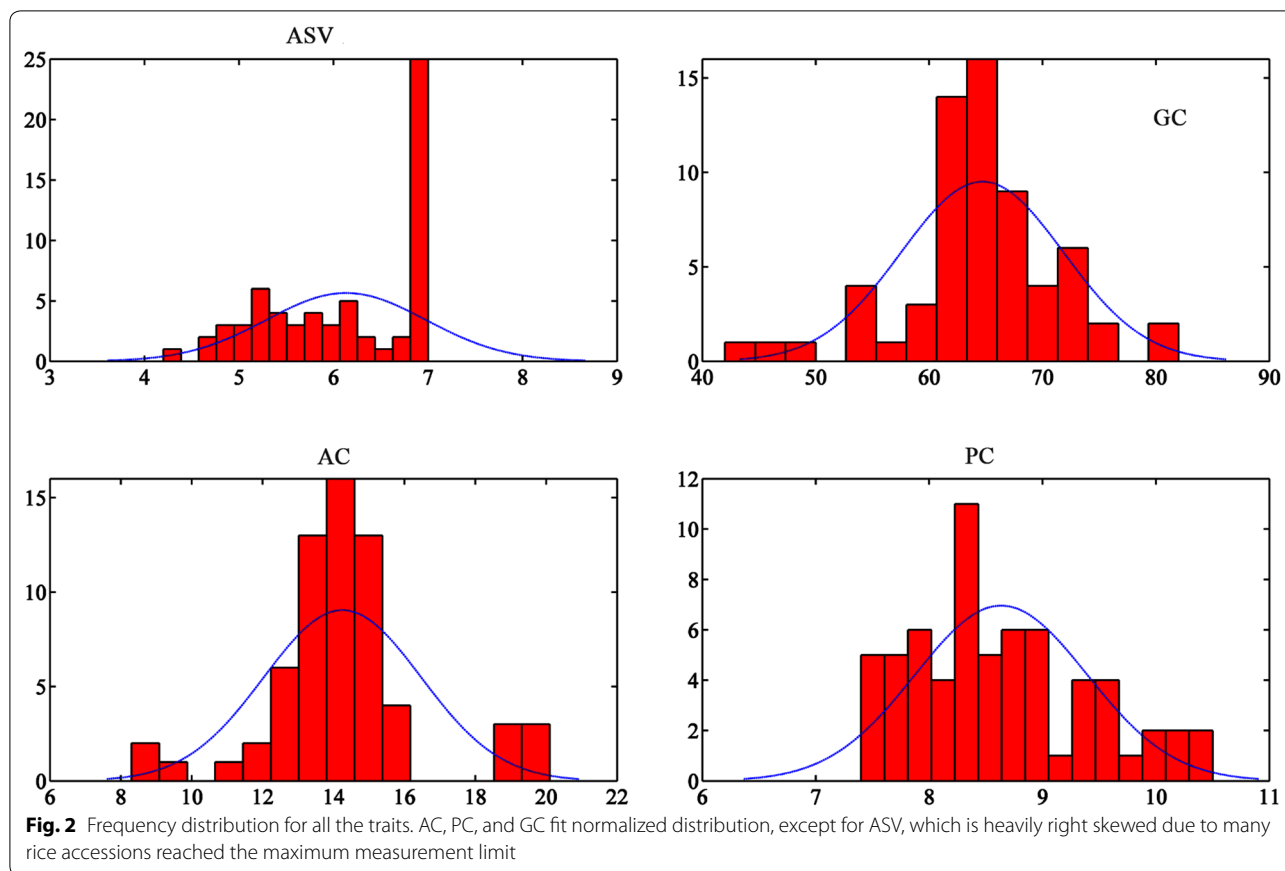 ASV
25
20
15
10
5
0
3 4 5 6 7 8 9
GC
15
10
5
0
40 50 60 70 80 90
AC
15
10
5
0
6 8 10 12 14 16 18 20 22
PC
12
10
8
6
4
2
0
6 7 8 9 10 11
Fig. 2 Frequency distribution for all the traits. AC, PC, and GC fit normalized distribution, except for ASV, which is heavily right skewed due to many
rice accessions reached the maximum measurement limit